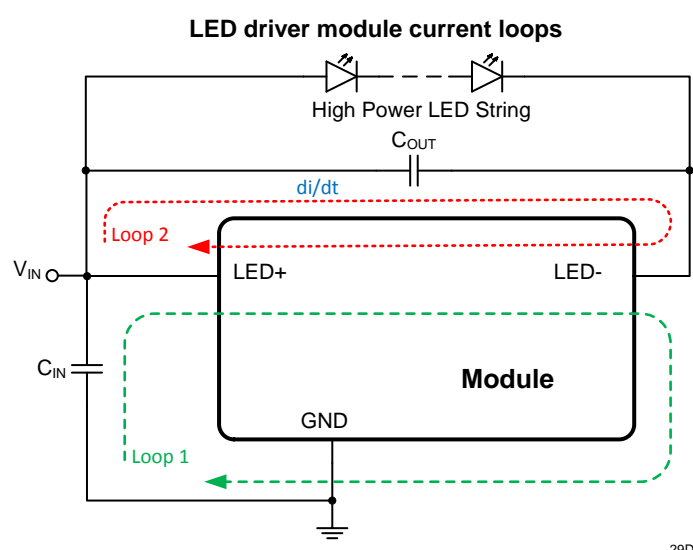 LED driver module current loops
High Power LED String
COUT
di/dt
Loop 2
VIN
LED+
LED-
CIN
Module
GND
Loop 1
29D